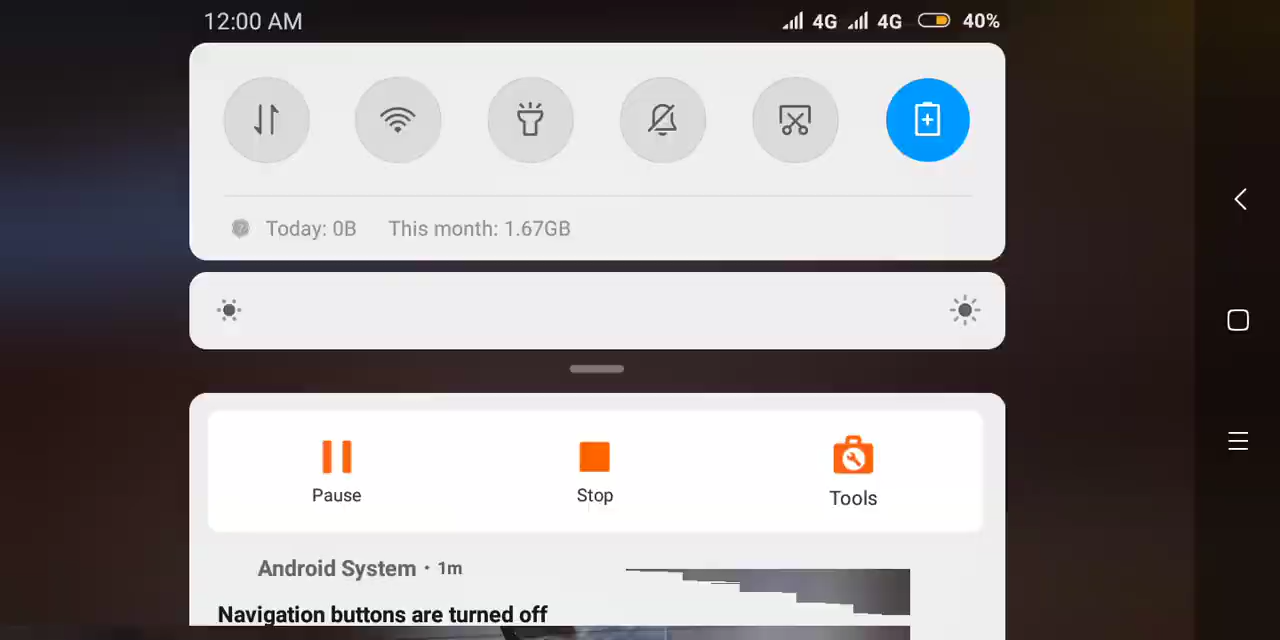 12:00 AM 4G 4G 40%
Today: 0B This month: 1.67GB
Pause Stop Tools
Android System · 1m
Navigation buttons are turned off